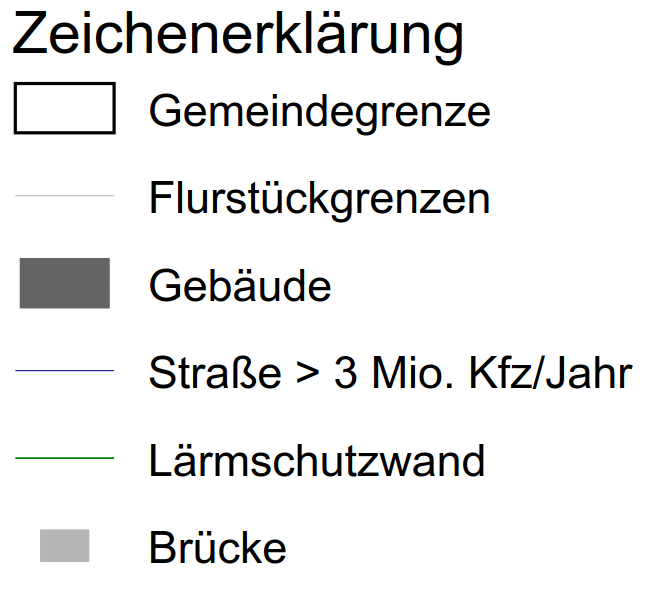 Zeichenerklärung
Gemeindegrenze
Flurstückgrenzen
Gebäude
Straße > 3 Mio. Kfz/Jahr
Lärmschutzwand
Brücke